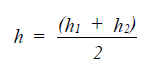 h = (h1 + h2) / 2